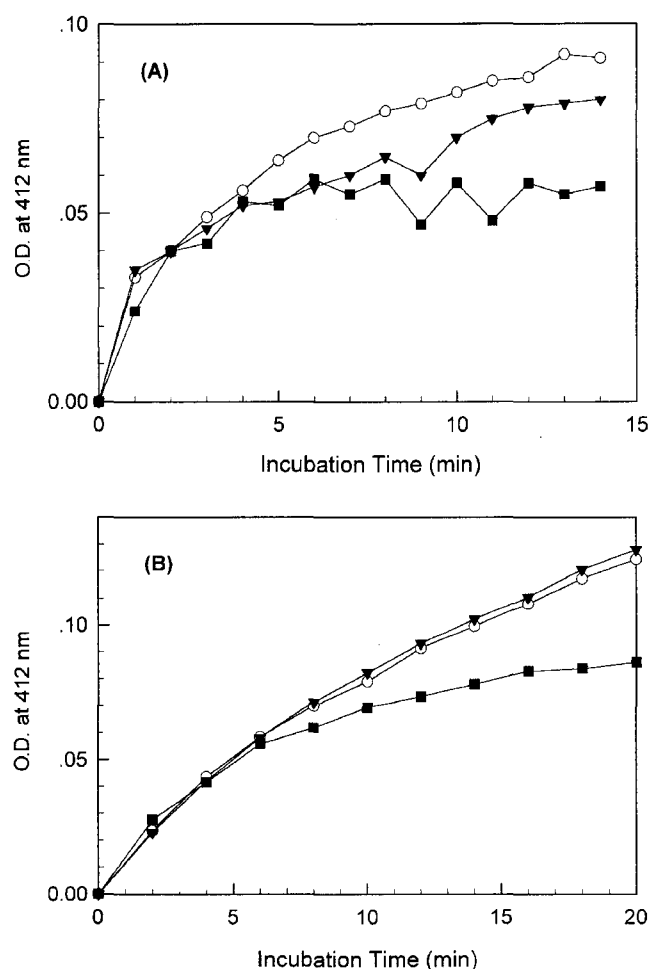 .10
(A)
O.D. at 412 nm
.05
0.00
0 5 10 15
Incubation Time (min)
(B)
O.D. at 412 nm
.10
.05
0.00
0 5 10 15 20
Incubation Time (min)